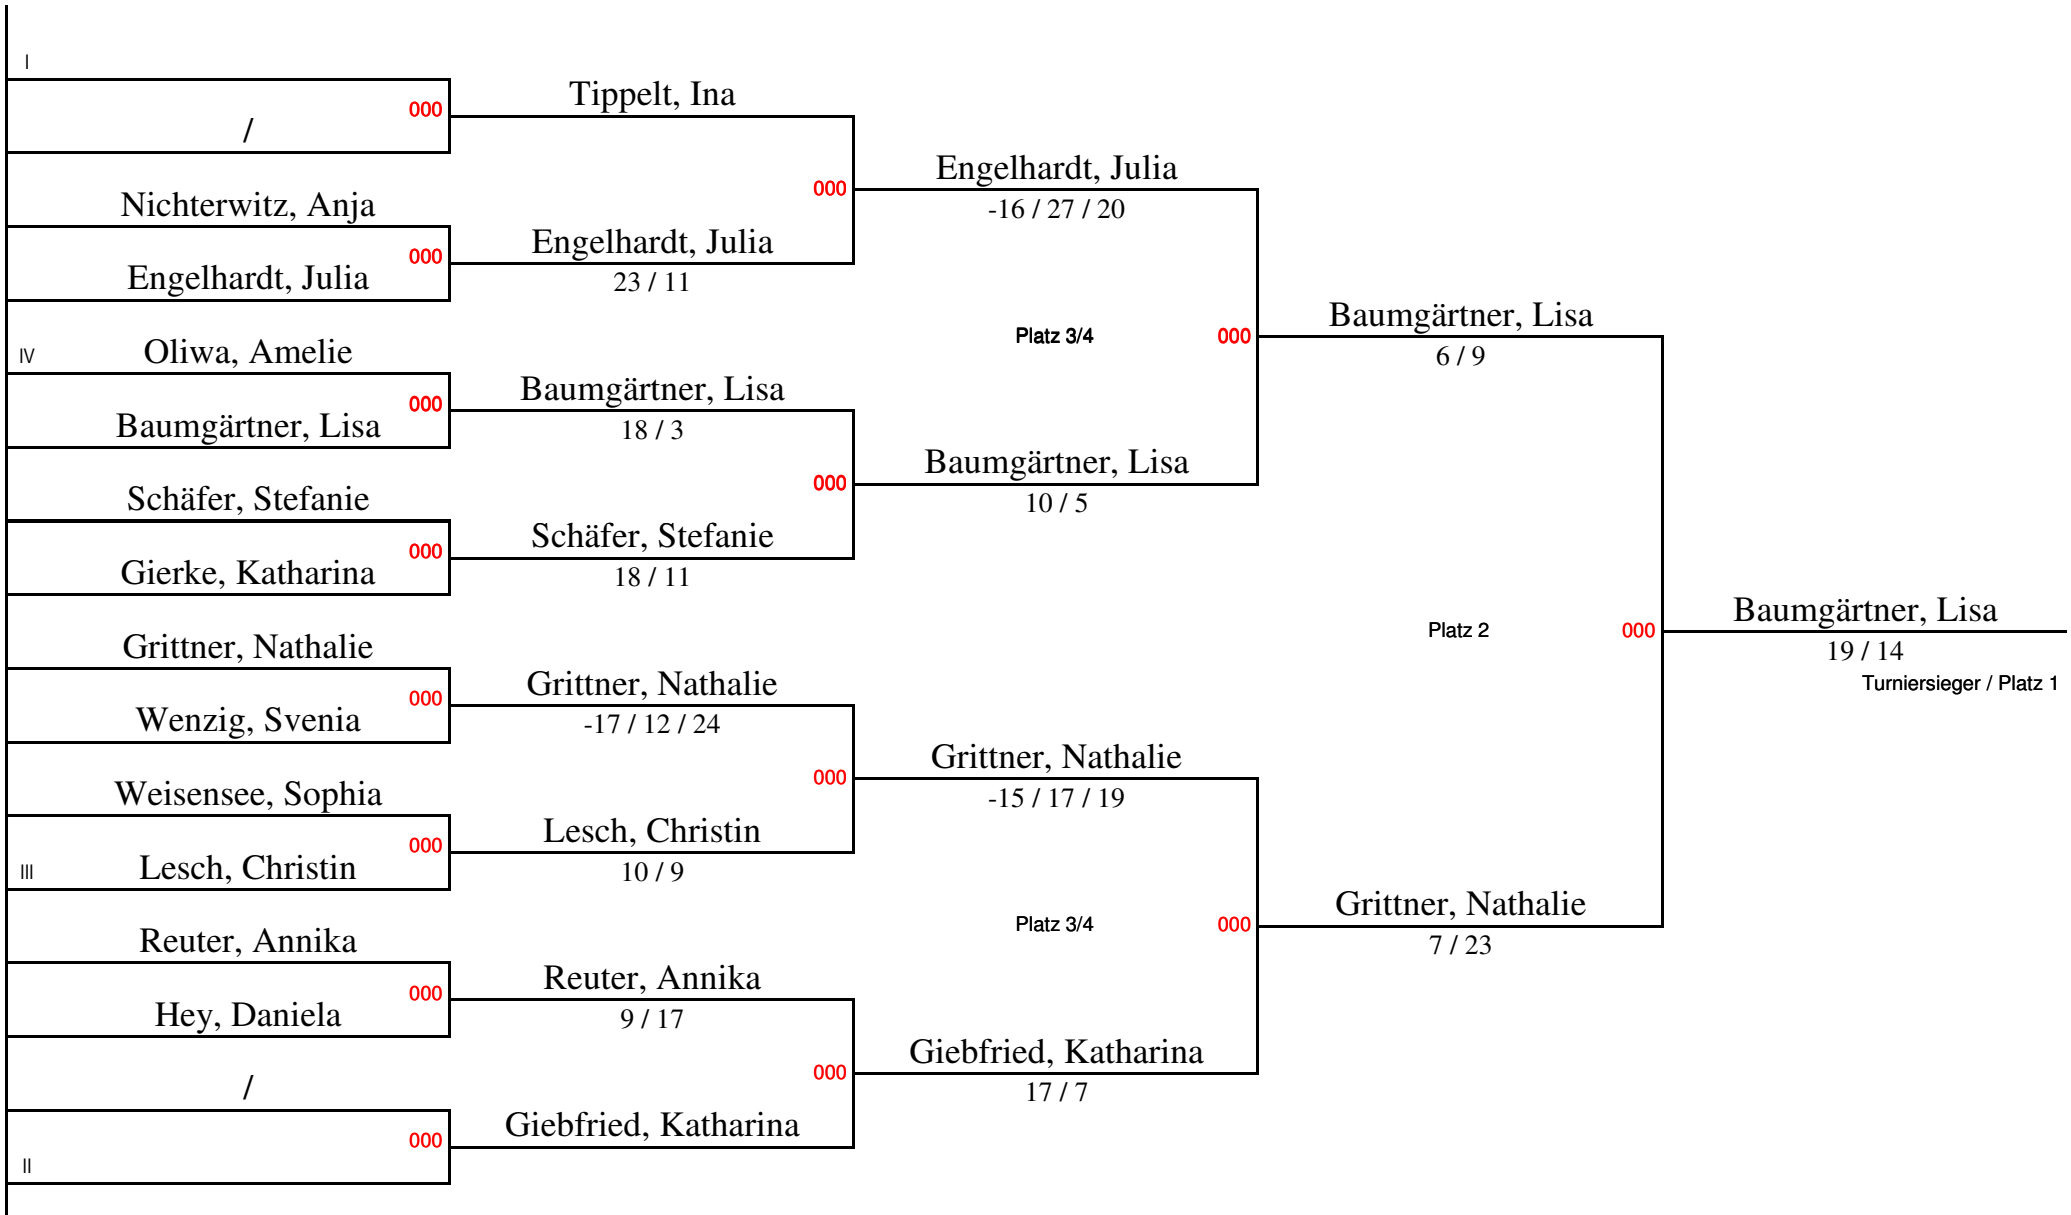 I
/
000
Tippelt, Ina
Nichterwitz, Anja
Engelhardt, Julia
000
Engelhardt, Julia
23 / 11
000
Engelhardt, Julia
-16 / 27 / 20
IV
Oliwa, Amelie
Baumgärtner, Lisa
000
Baumgärtner, Lisa
18 / 3
Schäfer, Stefanie
Gierke, Katharina
000
Schäfer, Stefanie
18 / 11
000
Baumgärtner, Lisa
10 / 5
Platz 3/4
000
Baumgärtner, Lisa
6 / 9
Grittner, Nathalie
Wenzig, Svenia
000
Grittner, Nathalie
-17 / 12 / 24
Weisensee, Sophia
III
Lesch, Christin
000
Lesch, Christin
10 / 9
000
Grittner, Nathalie
-15 / 17 / 19
Reuter, Annika
Hey, Daniela
000
Reuter, Annika
9 / 17
/
II
000
Giebfried, Katharina
000
Giebfried, Katharina
17 / 7
Platz 3/4
000
Grittner, Nathalie
7 / 23
Platz 2
000
Baumgärtner, Lisa
19 / 14
Turniersieger / Platz 1